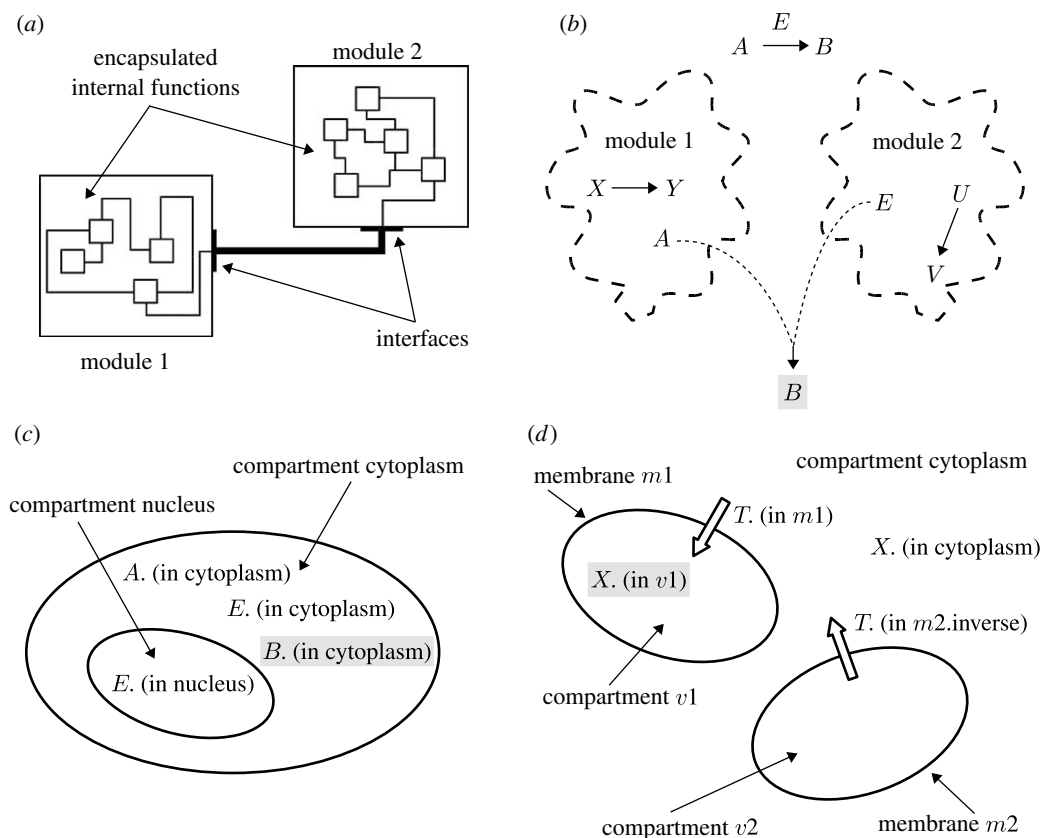 (a)
encapsulated
internal functions
module 2
module 1
interfaces
(b)
E
A B
module 1
module 2
X Y
A
E
U
V
B
(c)
compartment cytoplasm
compartment nucleus
A. (in cytoplasm)
E. (in cytoplasm)
B. (in cytoplasm)
E. (in nucleus)
(d)
compartment cytoplasm
membrane m1
T. (in m1)
X. (in cytoplasm)
X. (in v1)
T. (in m2.inverse)
compartment v1
compartment v2
membrane m2